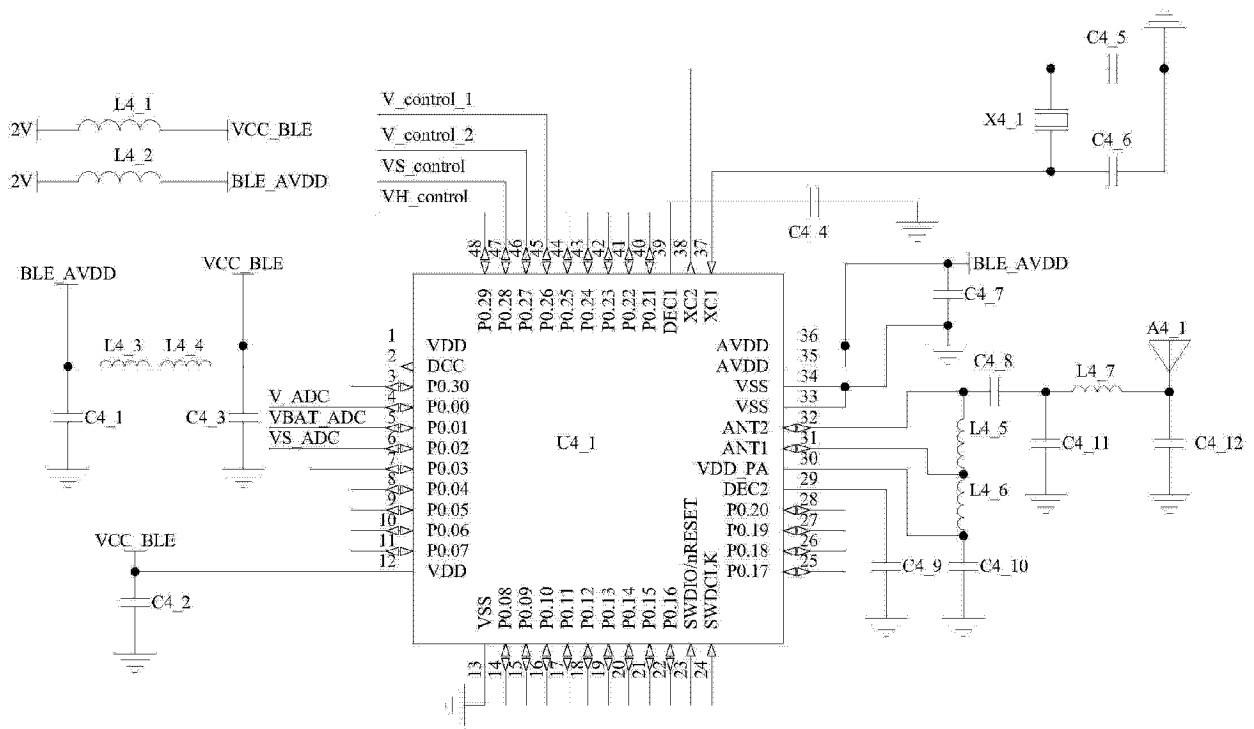 C4_5
L4_1
V_control_1
2V
VCC_BLE
X4_1
V_control_2
C4_6
L4_2
VS_control
2V
BLE_AVDD
VH_control
C4_4
48 47 46 45 44 43 42 41 40 39 38 37
VCC_BLE
BLE_AVDD
BLE_AVDD
P0.29 P0.28 P0.27 P0.26 P0.25 P0.24 P0.23 P0.22 P0.21 DEC1 XC2 XC1
C4_7
A4_1
1 VDD
AVDD 36
L4_3 L4_4
2 DCC
AVDD 35
C4_8
L4_7
3 P0.30
VSS 34
V_ADC
4 P0.00
VSS 33
C4_1
C4_3
VBAT_ADC
5 P0.01
ANT2 32
L4_5
C4_11
C4_12
VS_ADC
6 P0.02
U4_1
ANT1 31
7 P0.03
VDD_PA 30
8 P0.04
DEC2 29
L4_6
9 P0.05
P0.20 28
10 P0.06
P0.19 27
VCC_BLE
11 P0.07
P0.18 26
12 VDD
P0.17 25
C4_9
C4_10
C4_2
VSS P0.08 P0.09 P0.10 P0.11 P0.12 P0.13 P0.14 P0.15 P0.16 SWDIO/nRESET SWDCLK
13 14 15 16 17 18 19 20 21 22 23 24